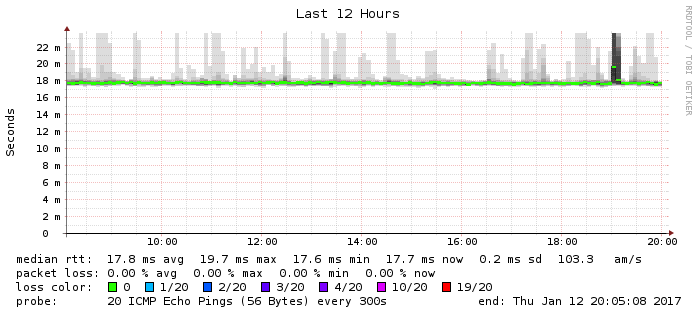 Last 12 Hours
RRDTOOL / TOBI OETIKER
Seconds
22 m
20 m
18 m
16 m
14 m
12 m
10 m
8 m
6 m
4 m
2 m
0
10:00 12:00 14:00 16:00 18:00 20:00
median rtt: 17.8 ms avg 19.7 ms max 17.6 ms min 17.7 ms now 0.2 ms sd 103.3 am/s
packet loss: 0.00 % avg 0.00 % max 0.00 % min 0.00 % now
loss color: 0 1/20 2/20 3/20 4/20 10/20 19/20
probe: 20 ICMP Echo Pings (56 Bytes) every 300s end: Thu Jan 12 20:05:08 2017